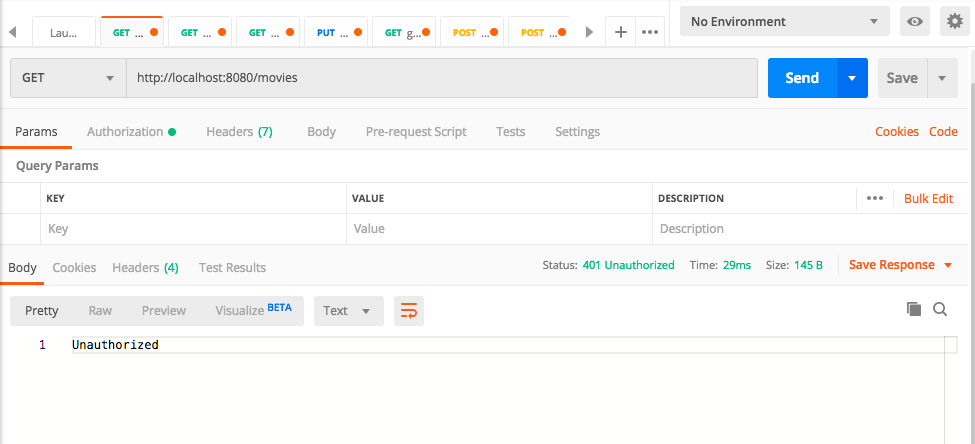 Lau... GET ... GET ... GET ... PUT ... GET g... POST ... POST ... + ••• No Environment
GET http://localhost:8080/movies Send Save
Params Authorization Headers (7) Body Pre-request Script Tests Settings Cookies Code
Query Params
KEY VALUE DESCRIPTION ••• Bulk Edit
Key Value Description
Body Cookies Headers (4) Test Results Status: 401 Unauthorized Time: 29ms Size: 145 B Save Response
Pretty Raw Preview Visualize BETA Text
1 Unauthorized